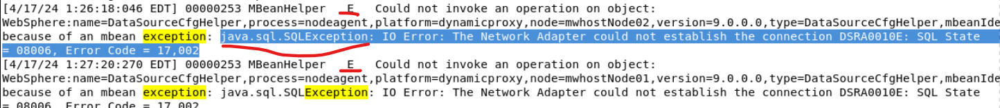 [4/17/24 1:26:18:046 EDT] 00000253 MBeanHelper   E   Could not invoke an operation on object:
WebSphere:name=DataSourceCfgHelper,process=nodeagent,platform=dynamicproxy,node=mwhostNode02,version=9.0.0.0,type=DataSourceCfgHelper,mbeanIde
because of an mbean exception: java.sql.SQLException: IO Error: The Network Adapter could not establish the connection DSRA0010E: SQL State
= 08006, Error Code = 17,002
[4/17/24 1:27:20:270 EDT] 00000253 MBeanHelper   E   Could not invoke an operation on object:
WebSphere:name=DataSourceCfgHelper,process=nodeagent,platform=dynamicproxy,node=mwhostNode01,version=9.0.0.0,type=DataSourceCfgHelper,mbeanIde
because of an mbean exception: java.sql.SQLException: IO Error: The Network Adapter could not establish the connection DSRA0010E: SQL State
= 08006, Error Code = 17,002